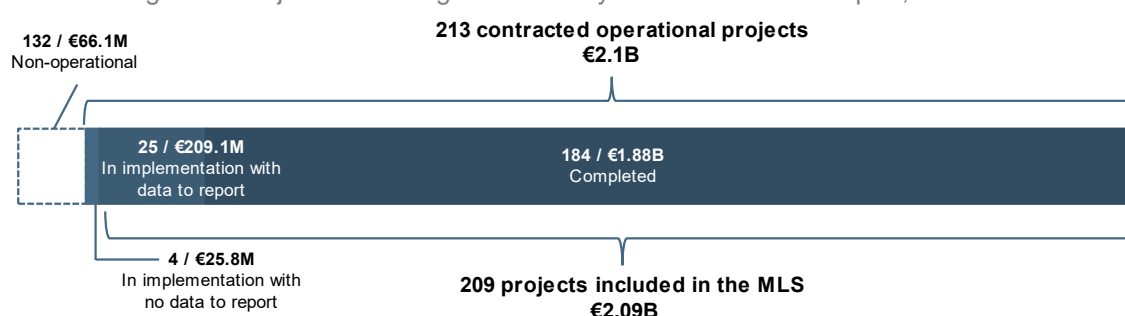 213 contracted operational projects
€2.1B
132 / €66.1M
Non-operational
25 / €209.1M
In implementation with
data to report
184 / €1.88B
Completed
4 / €25.8M
In implementation with
no data to report
209 projects included in the MLS
€2.09B